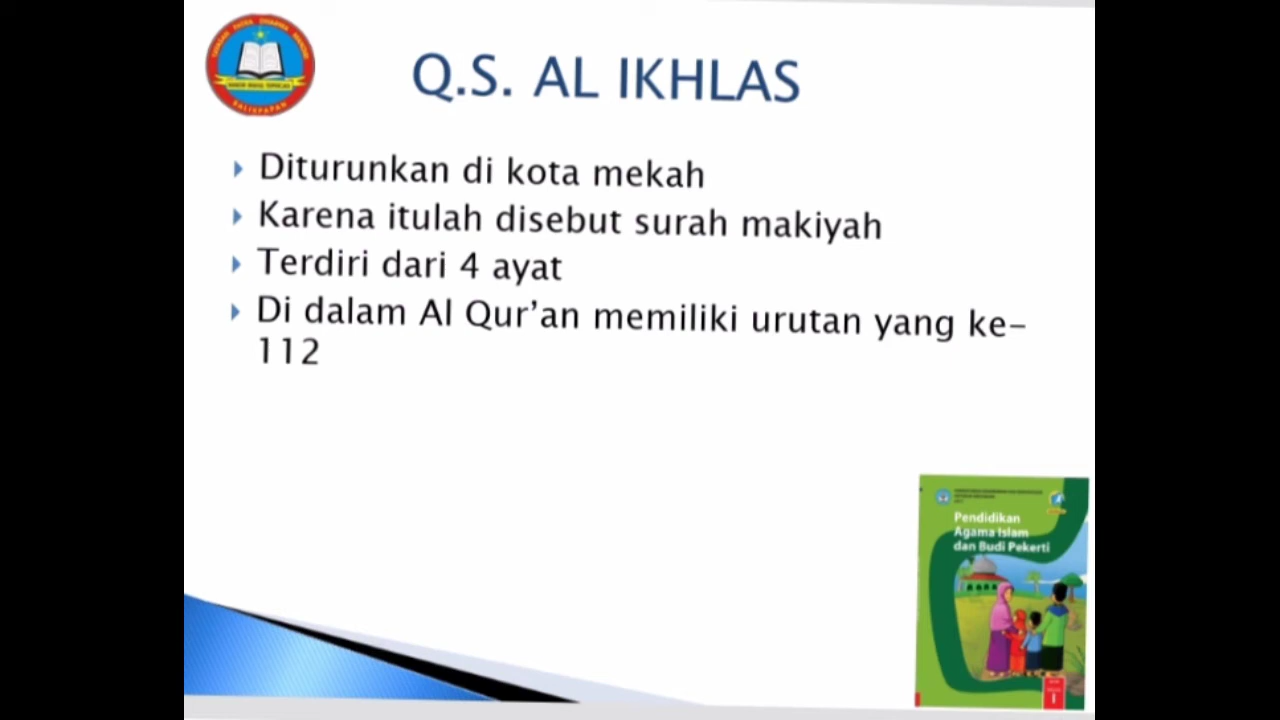 Q.S. AL IKHLAS
Diturunkan di kota mekah
Karena itulah disebut surah makiyah
Terdiri dari 4 ayat
Di dalam Al Qur’an memiliki urutan yang ke-
112
BALIKPAPAN
Pendidikan
Agama Islam
dan Budi Pekerti
I